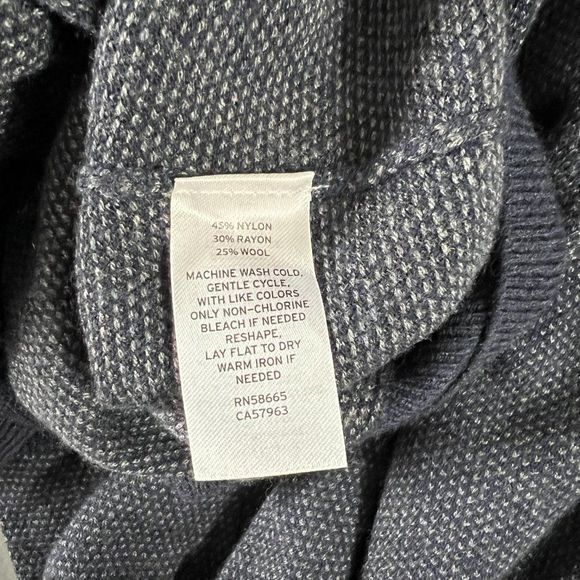 45% NYLON
30% RAYON
25% WOOL
MACHINE WASH COLD,
GENTLE CYCLE,
WITH LIKE COLORS
ONLY NON-CHLORINE
BLEACH IF NEEDED
RESHAPE,
LAY FLAT TO DRY
WARM IRON IF
NEEDED
RN58665
CA57963